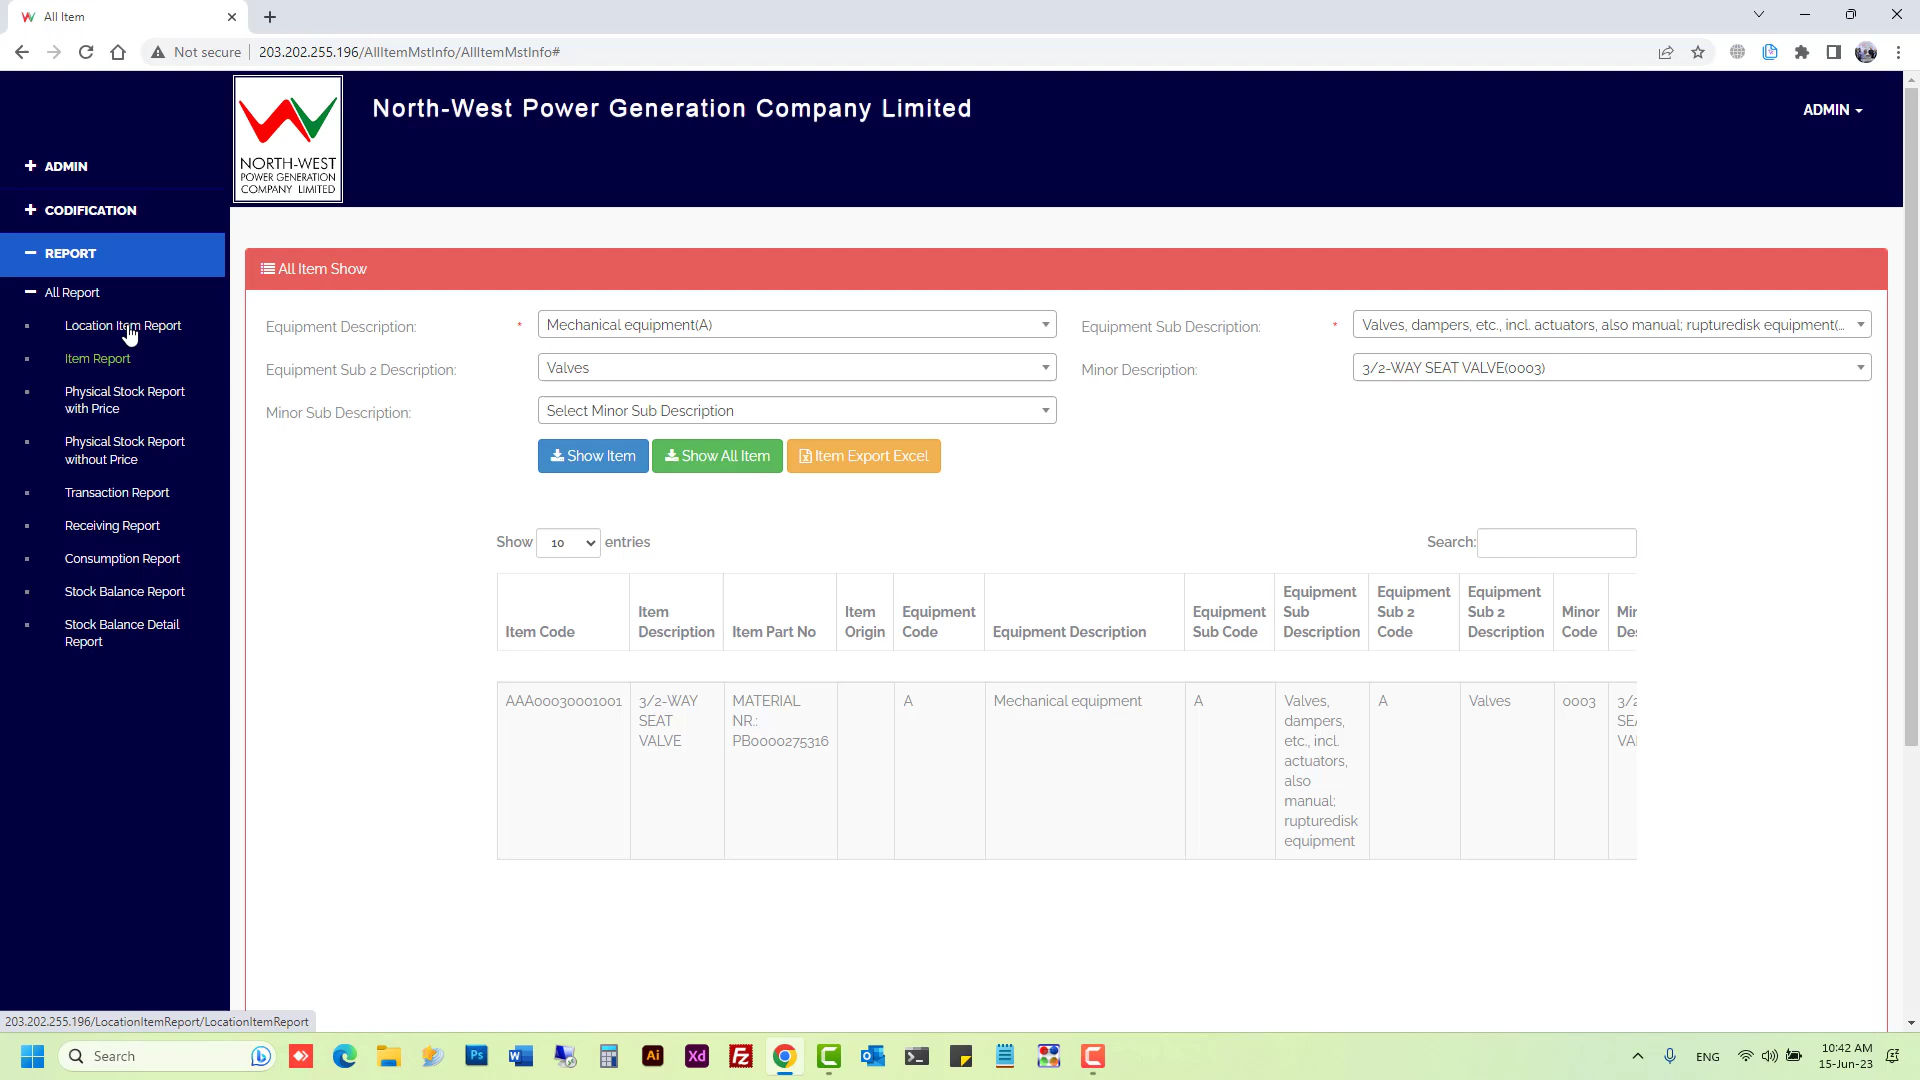 All Item
Not secure
203.202.255.196/AllItemMstInfo/AllItemMstInfo#
NORTH-WEST
POWER GENERATION
COMPANY LIMITED
North-West Power Generation Company Limited
ADMIN
ADMIN
CODIFICATION
REPORT
All Report
Location Item Report
Item Report
Physical Stock Report
with Price
Physical Stock Report
without Price
Transaction Report
Receiving Report
Consumption Report
Stock Balance Report
Stock Balance Detail
Report
All Item Show
Equipment Description: * Mechanical equipment(A)
Equipment Sub Description: * Valves, dampers, etc., incl. actuators, also manual; rupturedisk equipment(...
Equipment Sub 2 Description: Valves
Minor Description: 3/2-WAY SEAT VALVE(0003)
Minor Sub Description: Select Minor Sub Description
Show Item
Show All Item
Item Export Excel
Show 10 entries
Search:
Item Code
Item
Description
Item Part No
Item
Origin
Equipment
Code
Equipment Description
Equipment
Sub Code
Equipment
Sub
Description
Equipment
Sub 2
Code
Equipment
Sub 2
Description
Minor
Code
AAA00030001001
3/2-WAY
SEAT
VALVE
MATERIAL
NR.:
PB0000275316
A
Mechanical equipment
A
Valves,
dampers,
etc., incl.
actuators,
also
manual;
rupturedisk
equipment
A
Valves
0003
203.202.255.196/LocationItemReport/LocationItemReport
Search
Ps
Ai
Xd
ENG
10:42 AM
15-Jun-23